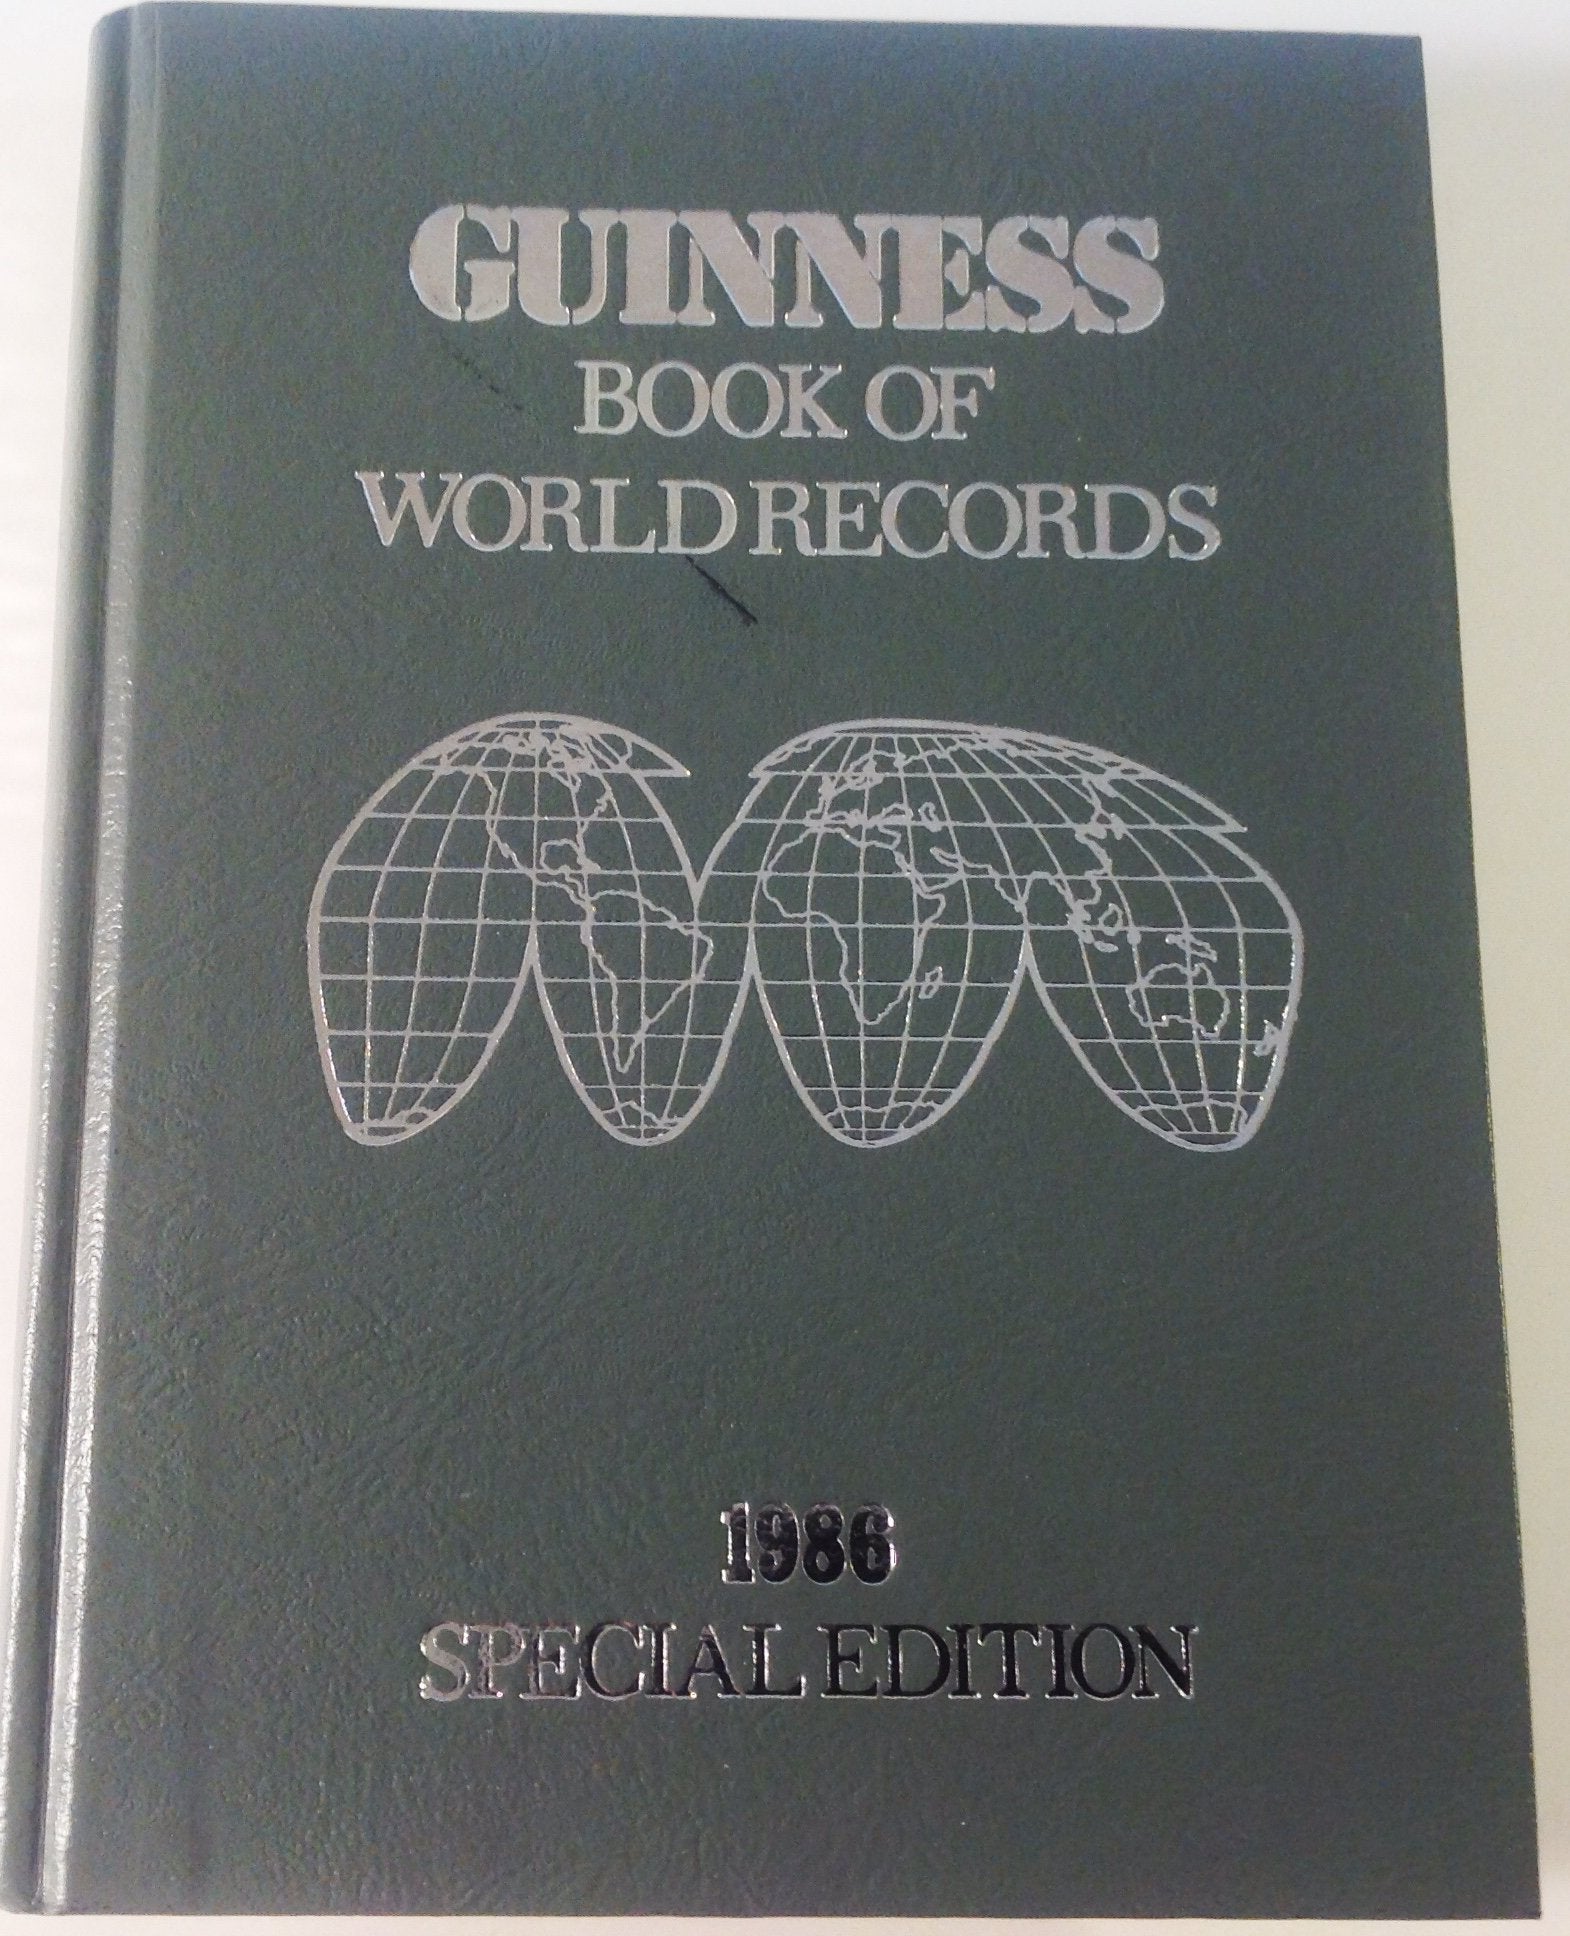 GUINNESS
BOOK OF
WORLD RECORDS
1986
SPECIAL EDITION